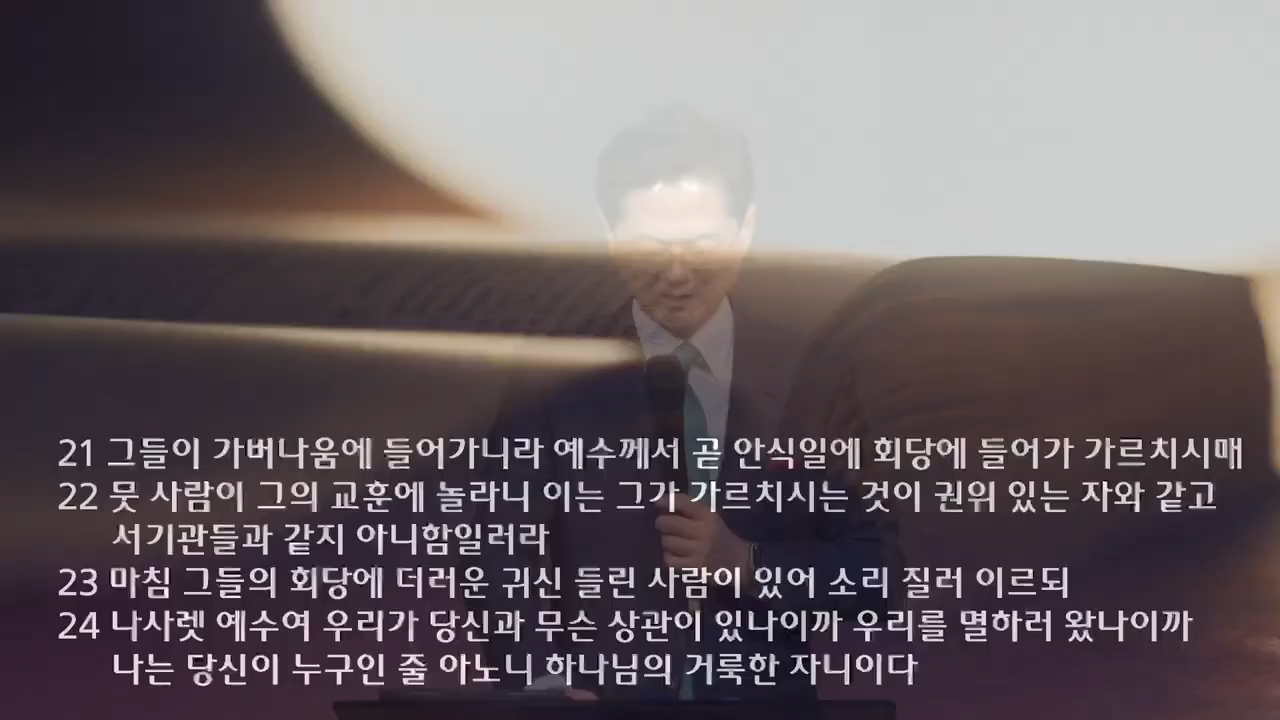 21 그들이 가버나움에 들어가니라 예수께서 곧 안식일에 회당에 들어가 가르치시매
22 뭇 사람이 그의 교훈에 놀라니 이는 그가 가르치시는 것이 권위 있는 자와 같고
서기관들과 같지 아니함일러라
23 마침 그들의 회당에 더러운 귀신 들린 사람이 있어 소리 질러 이르되
24 나사렛 예수여 우리가 당신과 무슨 상관이 있나이까 우리를 멸하러 왔나이까
나는 당신이 누구인 줄 아노니 하나님의 거룩한 자니이다